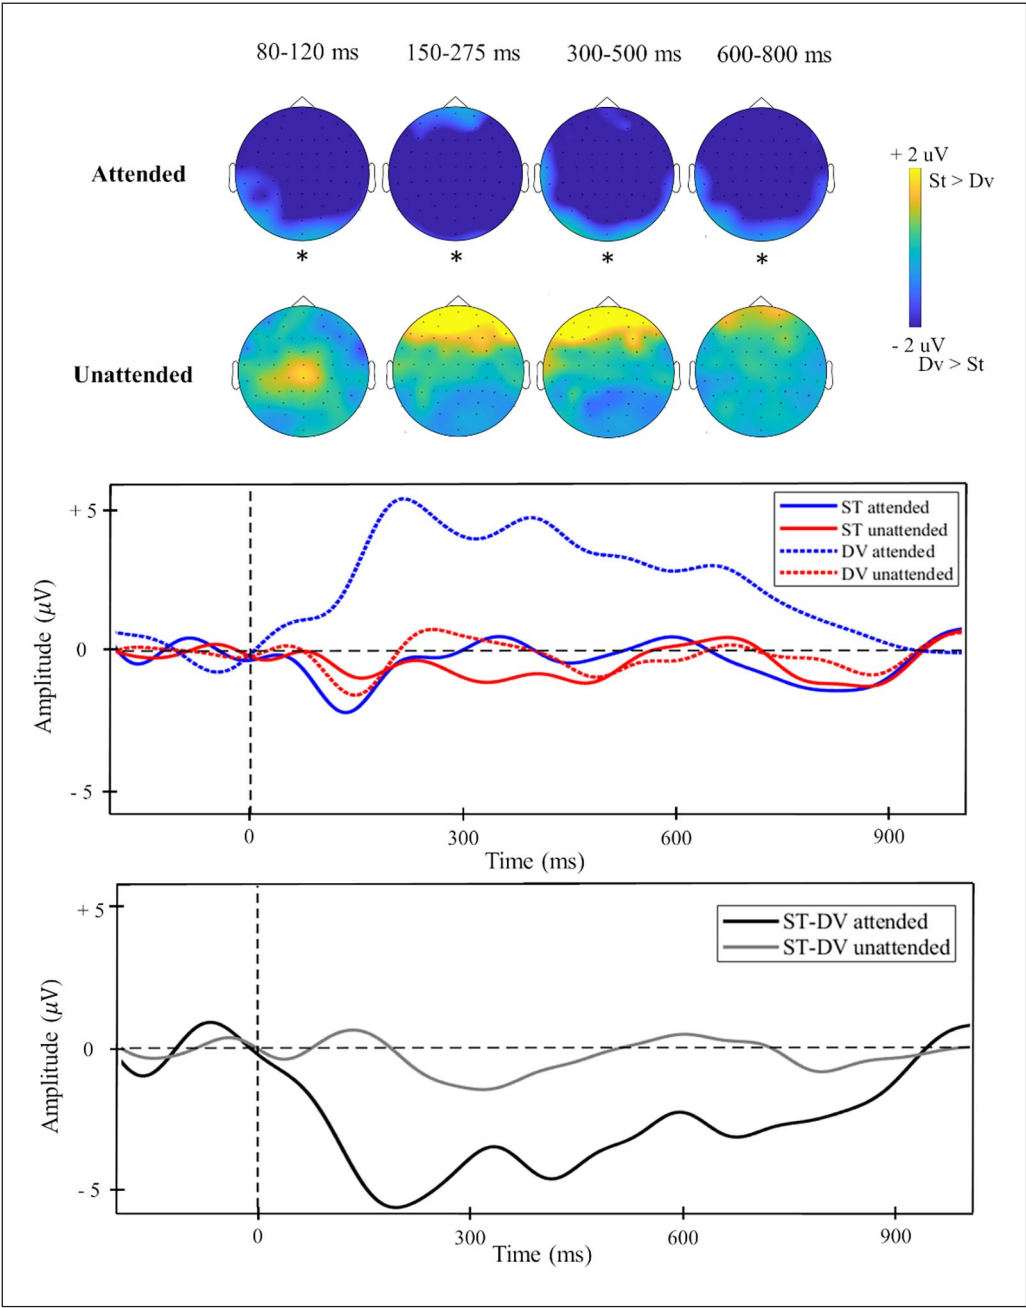 80-120 ms 150-275 ms 300-500 ms 600-800 ms
Attended
+ 2 uV
St > Dv
* * * *
Unattended
- 2 uV
Dv > St
+ 5
0
- 5
Amplitude (μV)
ST attended
ST unattended
DV attended
DV unattended
0 300 600 900
Time (ms)
+ 5
0
- 5
Amplitude (μV)
ST-DV attended
ST-DV unattended
0 300 600 900
Time (ms)